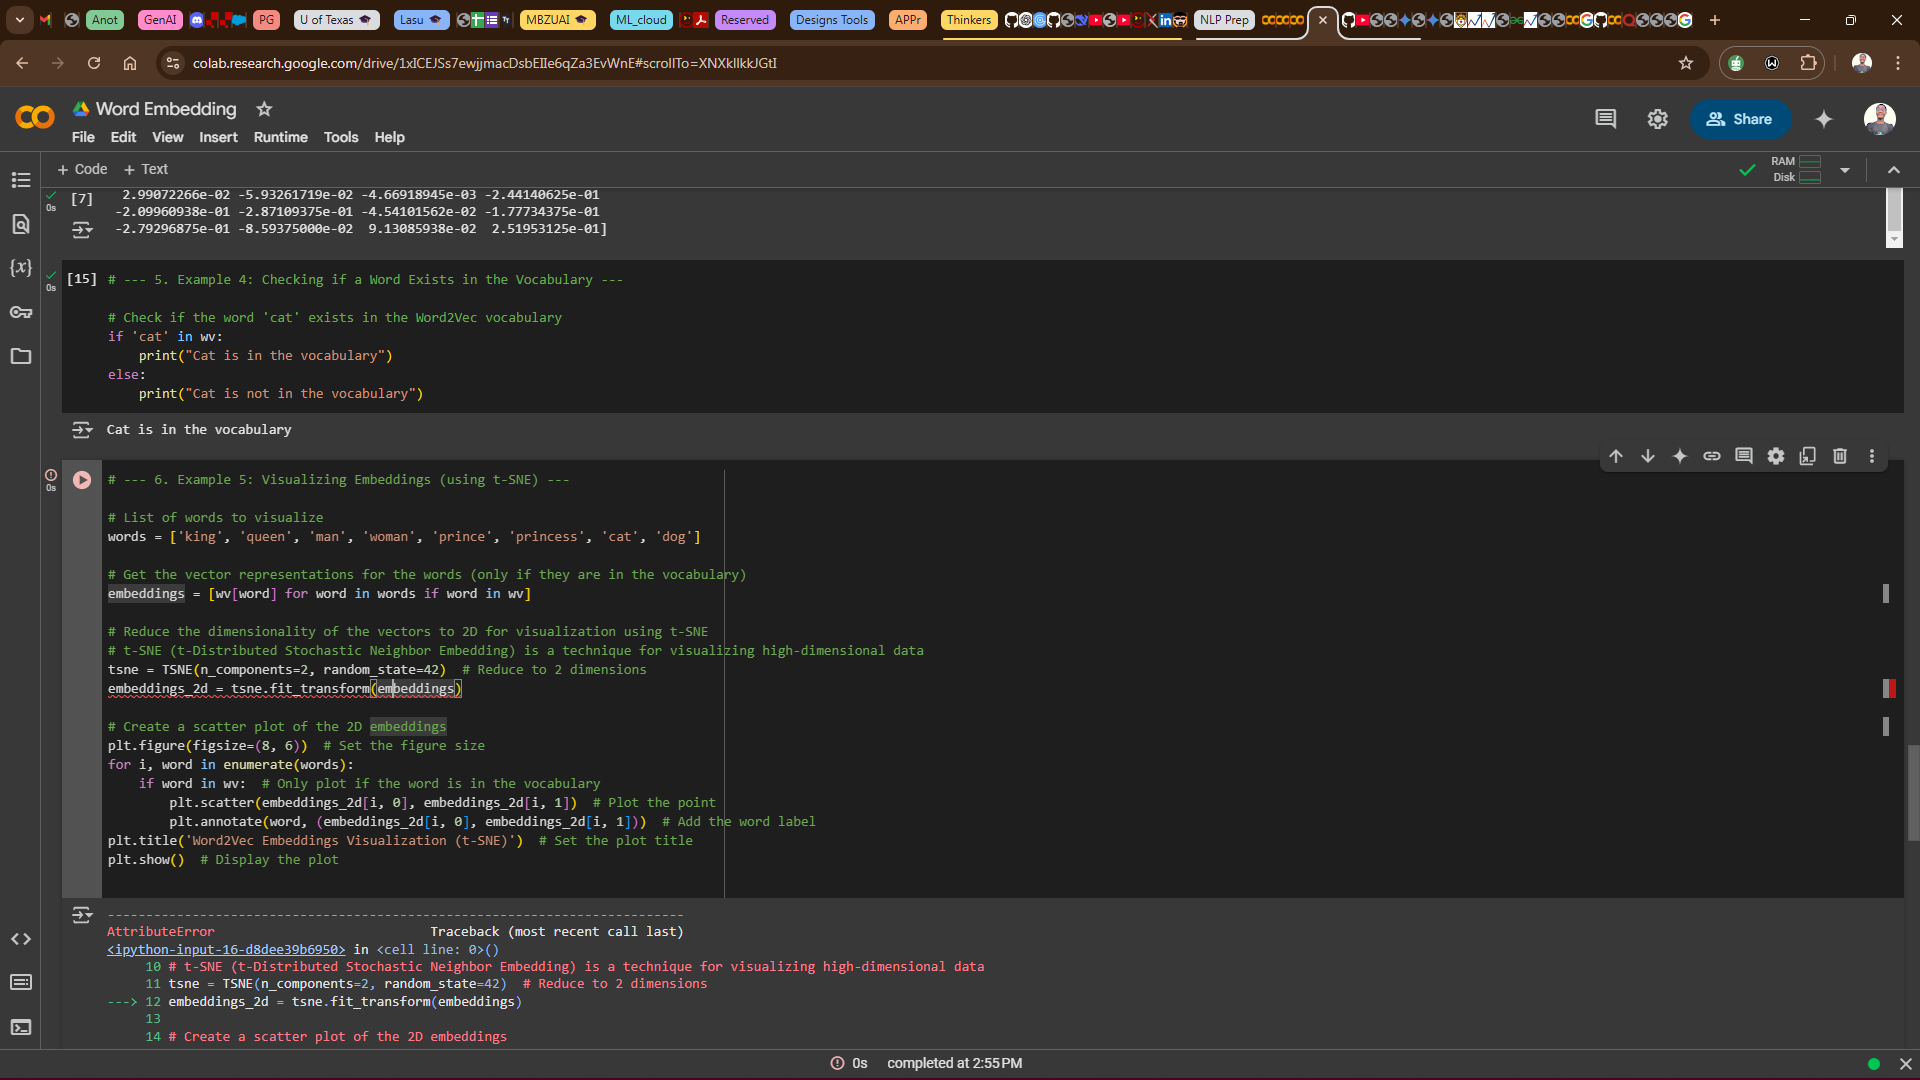 Anot
GenAI
PG
U of Texas 🎓
Lasu 🎓
MBZUAI 🎓
ML_cloud
Reserved
Designs Tools
APPr
Thinkers
NLP Prep
colab.research.google.com/drive/1xICEJSs7ewjjmacDsbEIIe6qZa3EvWnE#scrollTo=XNXkllkkJGtI
Word Embedding
Share
File Edit View Insert Runtime Tools Help
+ Code + Text
RAM
Disk
0s
[7]
2.99072266e-02 -5.93261719e-02 -4.66918945e-03 -2.44140625e-01
-2.09960938e-01 -2.87109375e-01 -4.54101562e-02 -1.77734375e-01
-2.79296875e-01 -8.59375000e-02 9.13085938e-02 2.51953125e-01]
0s
[15] # --- 5. Example 4: Checking if a Word Exists in the Vocabulary ---
# Check if the word 'cat' exists in the Word2Vec vocabulary
if 'cat' in wv:
print("Cat is in the vocabulary")
else:
print("Cat is not in the vocabulary")
Cat is in the vocabulary
0s
# --- 6. Example 5: Visualizing Embeddings (using t-SNE) ---
# List of words to visualize
words = ['king', 'queen', 'man', 'woman', 'prince', 'princess', 'cat', 'dog']
# Get the vector representations for the words (only if they are in the vocabulary)
embeddings = [wv[word] for word in words if word in wv]
# Reduce the dimensionality of the vectors to 2D for visualization using t-SNE
# t-SNE (t-Distributed Stochastic Neighbor Embedding) is a technique for visualizing high-dimensional data
tsne = TSNE(n_components=2, random_state=42)  # Reduce to 2 dimensions
embeddings_2d = tsne.fit_transform(embeddings)
# Create a scatter plot of the 2D embeddings
plt.figure(figsize=(8, 6))  # Set the figure size
for i, word in enumerate(words):
if word in wv:  # Only plot if the word is in the vocabulary
plt.scatter(embeddings_2d[i, 0], embeddings_2d[i, 1])  # Plot the point
plt.annotate(word, (embeddings_2d[i, 0], embeddings_2d[i, 1]))  # Add the word label
plt.title('Word2Vec Embeddings Visualization (t-SNE)')  # Set the plot title
plt.show()  # Display the plot
---------------------------------------------------------------------------
AttributeError                            Traceback (most recent call last)
<ipython-input-16-d8dee39b6950> in <cell line: 0>()
10 # t-SNE (t-Distributed Stochastic Neighbor Embedding) is a technique for visualizing high-dimensional data
11 tsne = TSNE(n_components=2, random_state=42)  # Reduce to 2 dimensions
---> 12 embeddings_2d = tsne.fit_transform(embeddings)
13
14 # Create a scatter plot of the 2D embeddings
0s completed at 2:55 PM